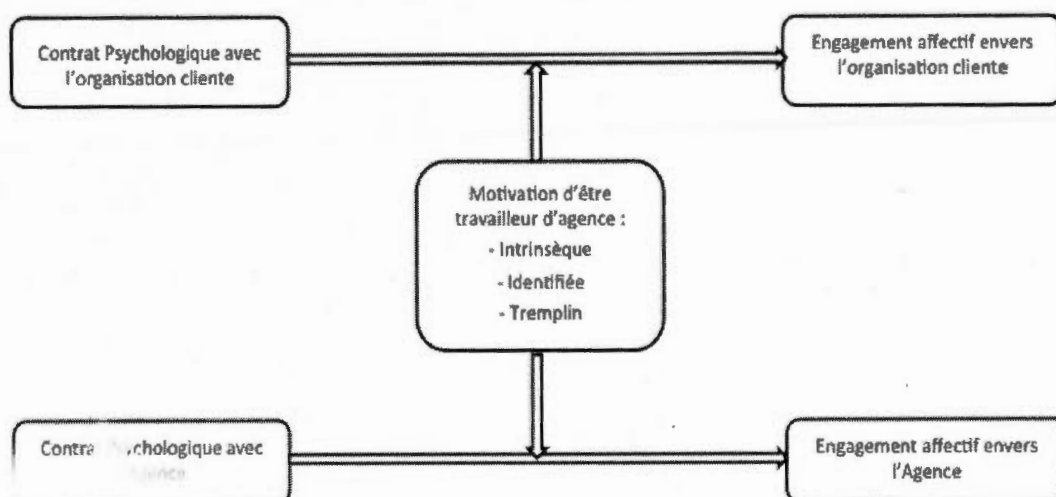 Contrat Psychologique avec
l'organisation cliente
Engagement affectif envers
l'organisation cliente
Motivation d'être
travailleur d'agence :
- Intrinsèque
- Identifiée
- Tremplin
avec
Engagement affectif envers
l'Agence